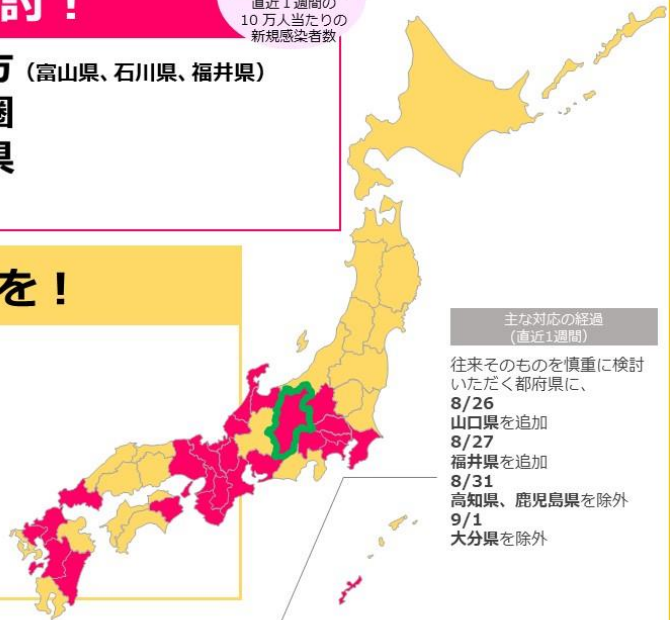 討！
直近１週間の
10 万人当たりの
新規感染者数
方（富山県、石川県、福井県）
圏
県
を！
主な対応の経過
(直近1週間）
往来そのものを慎重に検討
いただく都府県に、
8/26
山口県を追加
8/27
福井県を追加
8/31
高知県、鹿児島県を除外
9/1
大分県を除外